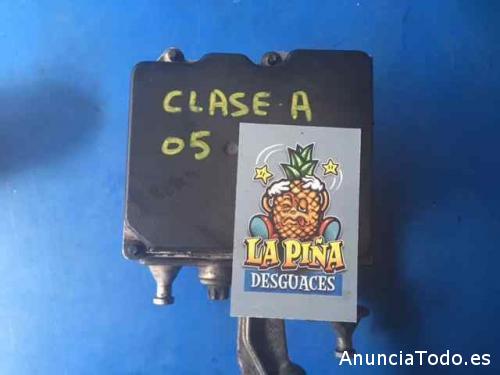 CLASE A
05
LA PIÑA
DESGUACES
AnunciaTodo.es